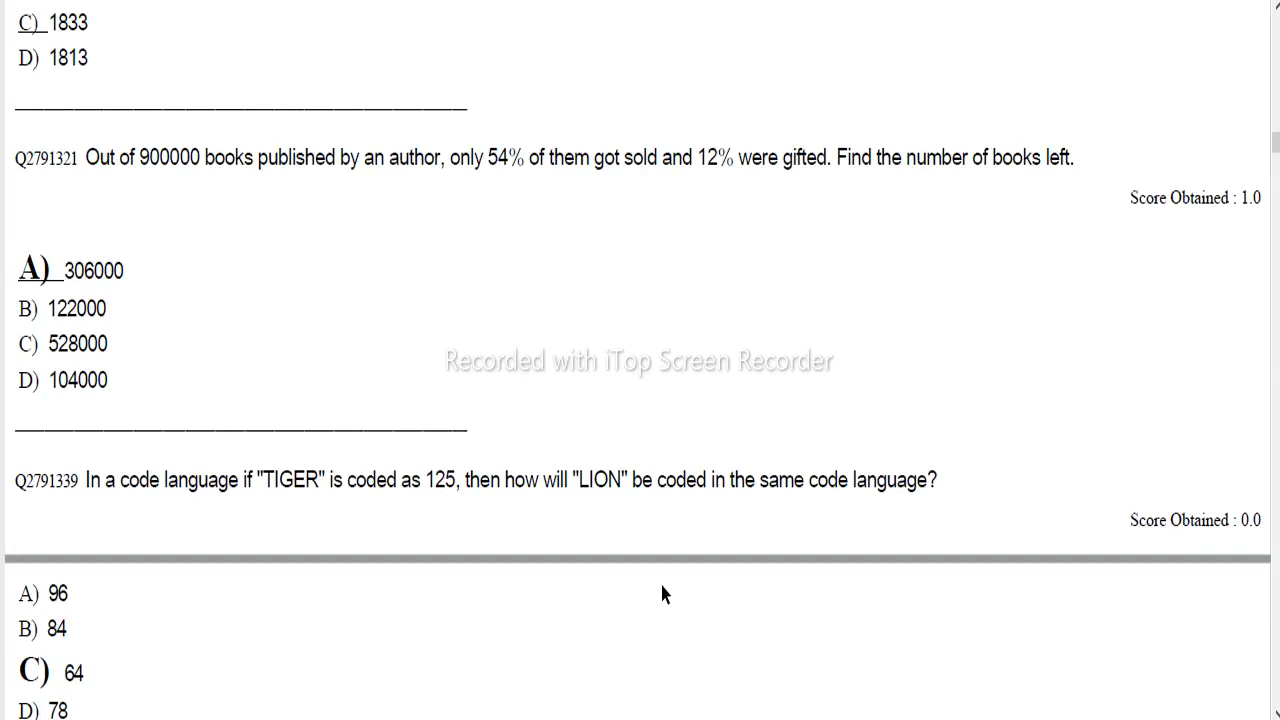 C) 1833
D) 1813
Q2791321 Out of 900000 books published by an author, only 54% of them got sold and 12% were gifted. Find the number of books left.
Score Obtained : 1.0
A) 306000
B) 122000
C) 528000
Recorded with iTop Screen Recorder
D) 104000
Q2791339 In a code language if "TIGER" is coded as 125, then how will "LION" be coded in the same code language?
Score Obtained : 0.0
A) 96
B) 84
C) 64
D) 78